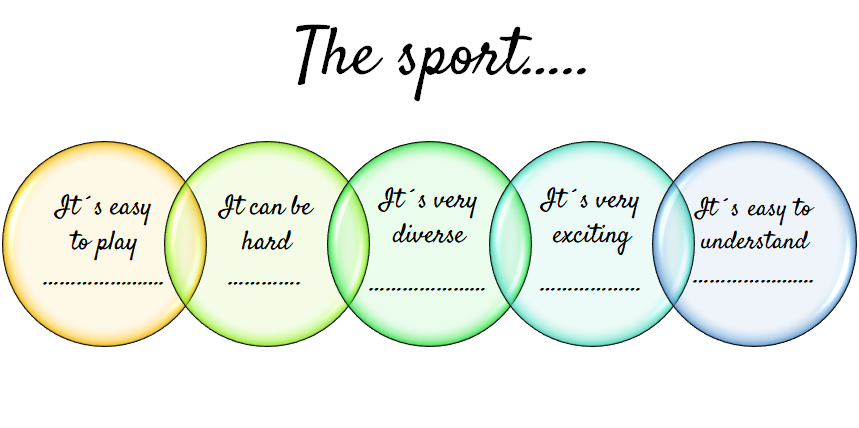 The sport.....
It´s easy
to play
......................
It can be
hard
.............
It´s very
diverse
.....................
It´s very
exciting
..................
It´s easy to
understand
......................